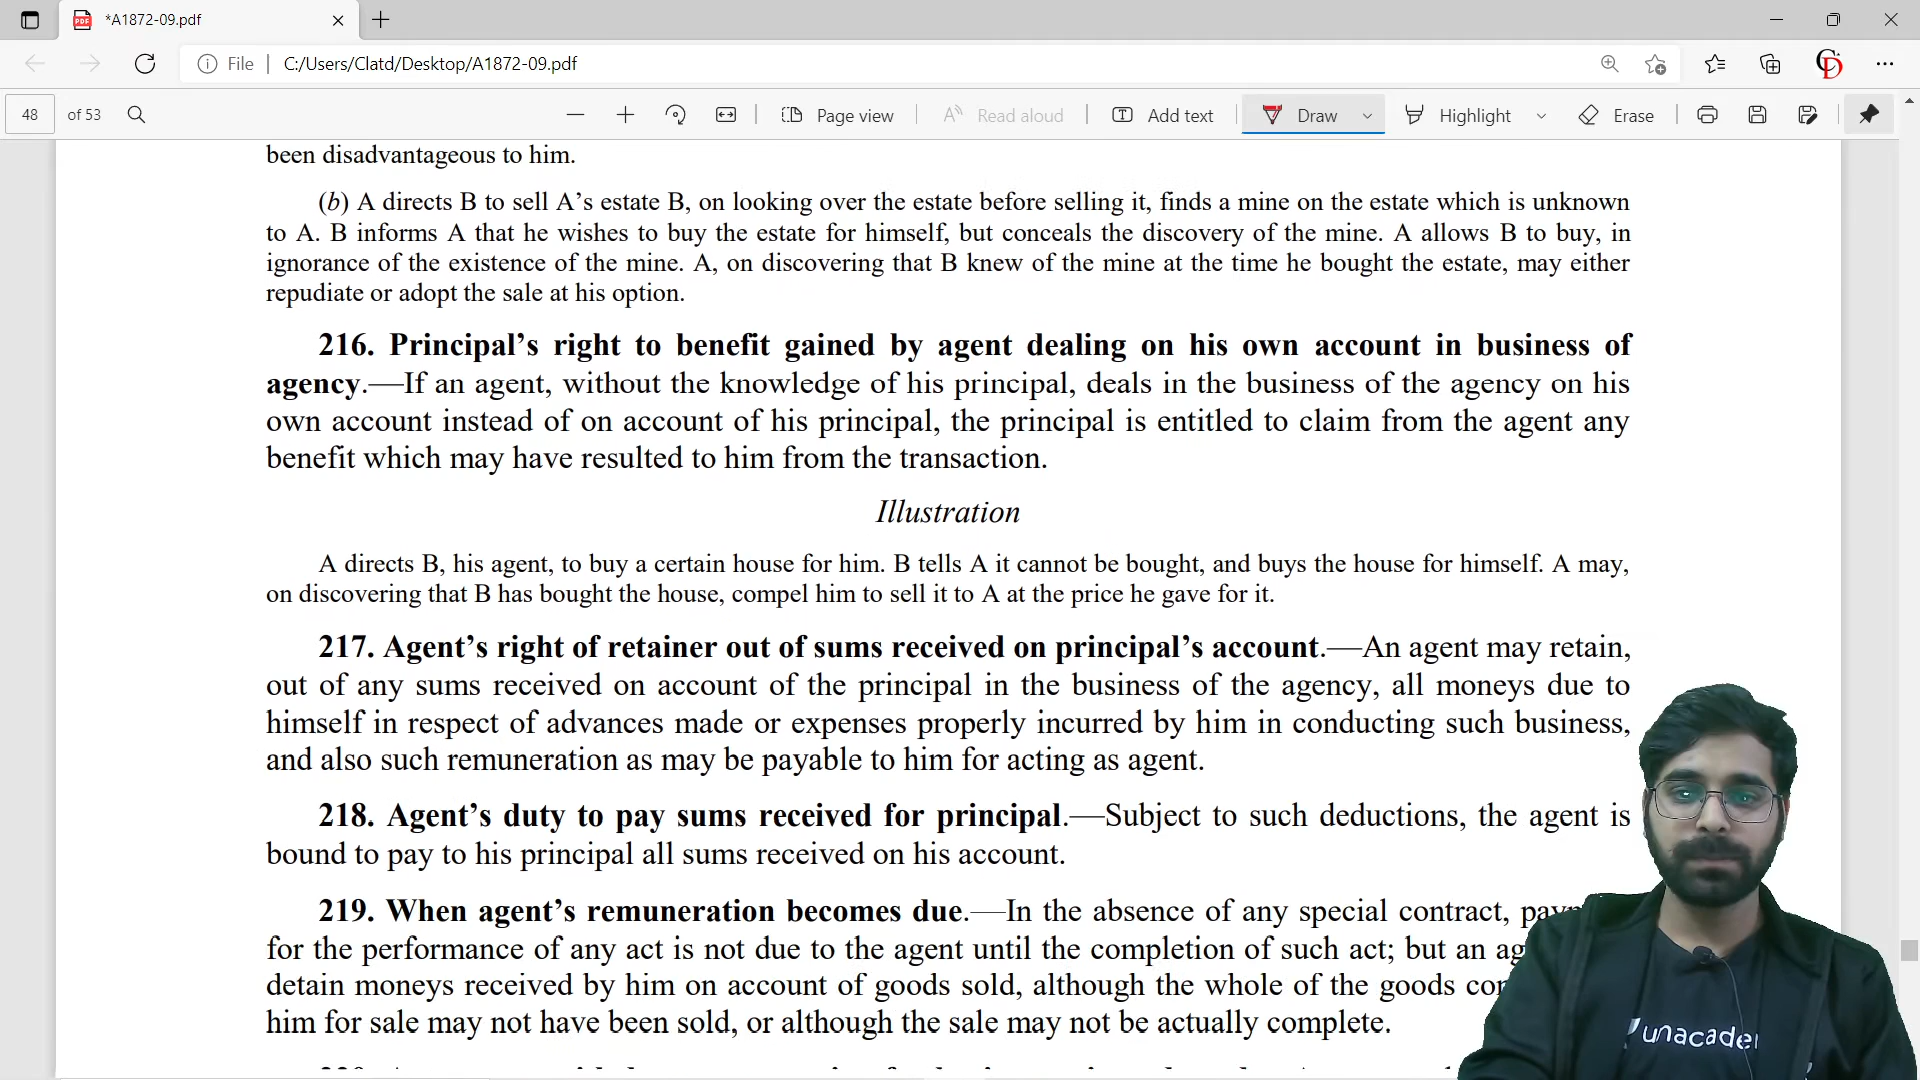 *A1872-09.pdf
File
C:/Users/Clatd/Desktop/A1872-09.pdf
48 of 53
Page view
Read aloud
Add text
Draw
Highlight
Erase
been disadvantageous to him.
(b) A directs B to sell A’s estate B, on looking over the estate before selling it, finds a mine on the estate which is unknown
to A. B informs A that he wishes to buy the estate for himself, but conceals the discovery of the mine. A allows B to buy, in
ignorance of the existence of the mine. A, on discovering that B knew of the mine at the time he bought the estate, may either
repudiate or adopt the sale at his option.
216. Principal’s right to benefit gained by agent dealing on his own account in business of
agency.—If an agent, without the knowledge of his principal, deals in the business of the agency on his
own account instead of on account of his principal, the principal is entitled to claim from the agent any
benefit which may have resulted to him from the transaction.
Illustration
A directs B, his agent, to buy a certain house for him. B tells A it cannot be bought, and buys the house for himself. A may,
on discovering that B has bought the house, compel him to sell it to A at the price he gave for it.
217. Agent’s right of retainer out of sums received on principal’s account.—An agent may retain,
out of any sums received on account of the principal in the business of the agency, all moneys due to
himself in respect of advances made or expenses properly incurred by him in conducting such business,
and also such remuneration as may be payable to him for acting as agent.
218. Agent’s duty to pay sums received for principal.—Subject to such deductions, the agent is
bound to pay to his principal all sums received on his account.
219. When agent’s remuneration becomes due.—In the absence of any special contract,
for the performance of any act is not due to the agent until the completion of such act; but an
detain moneys received by him on account of goods sold, although the whole of the goods
him for sale may not have been sold, or although the sale may not be actually complete.
unacade